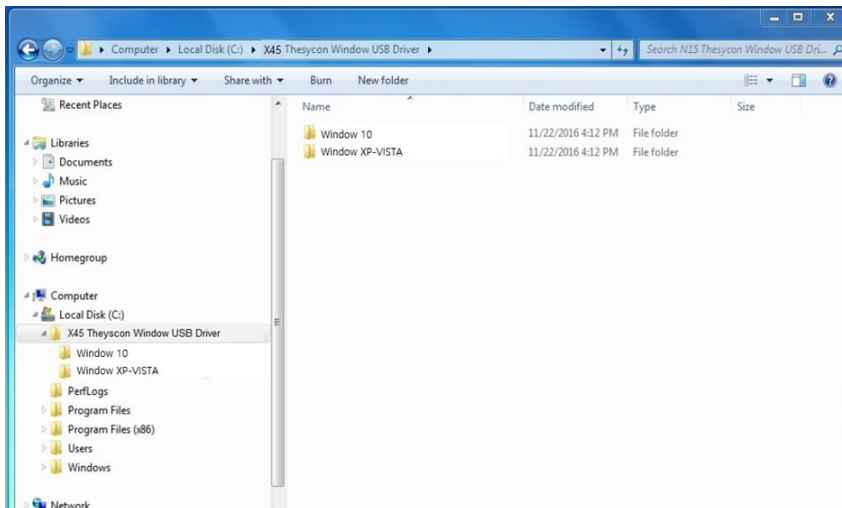 Computer ▸ Local Disk (C:) ▸ X45 Thesycon Window USB Driver ▸
Search N15 Thesycon Window USB Dri...
Organize ▾ Include in library ▾ Share with ▾ Burn New folder
Name Date modified Type Size
Window 10 11/22/2016 4:12 PM File folder
Window XP-VISTA 11/22/2016 4:12 PM File folder
Recent Places
Libraries
Documents
Music
Pictures
Videos
Homegroup
Computer
Local Disk (C:)
X45 Theyscon Window USB Driver
Window 10
Window XP-VISTA
PerfLogs
Program Files
Program Files (x86)
Users
Windows
Network